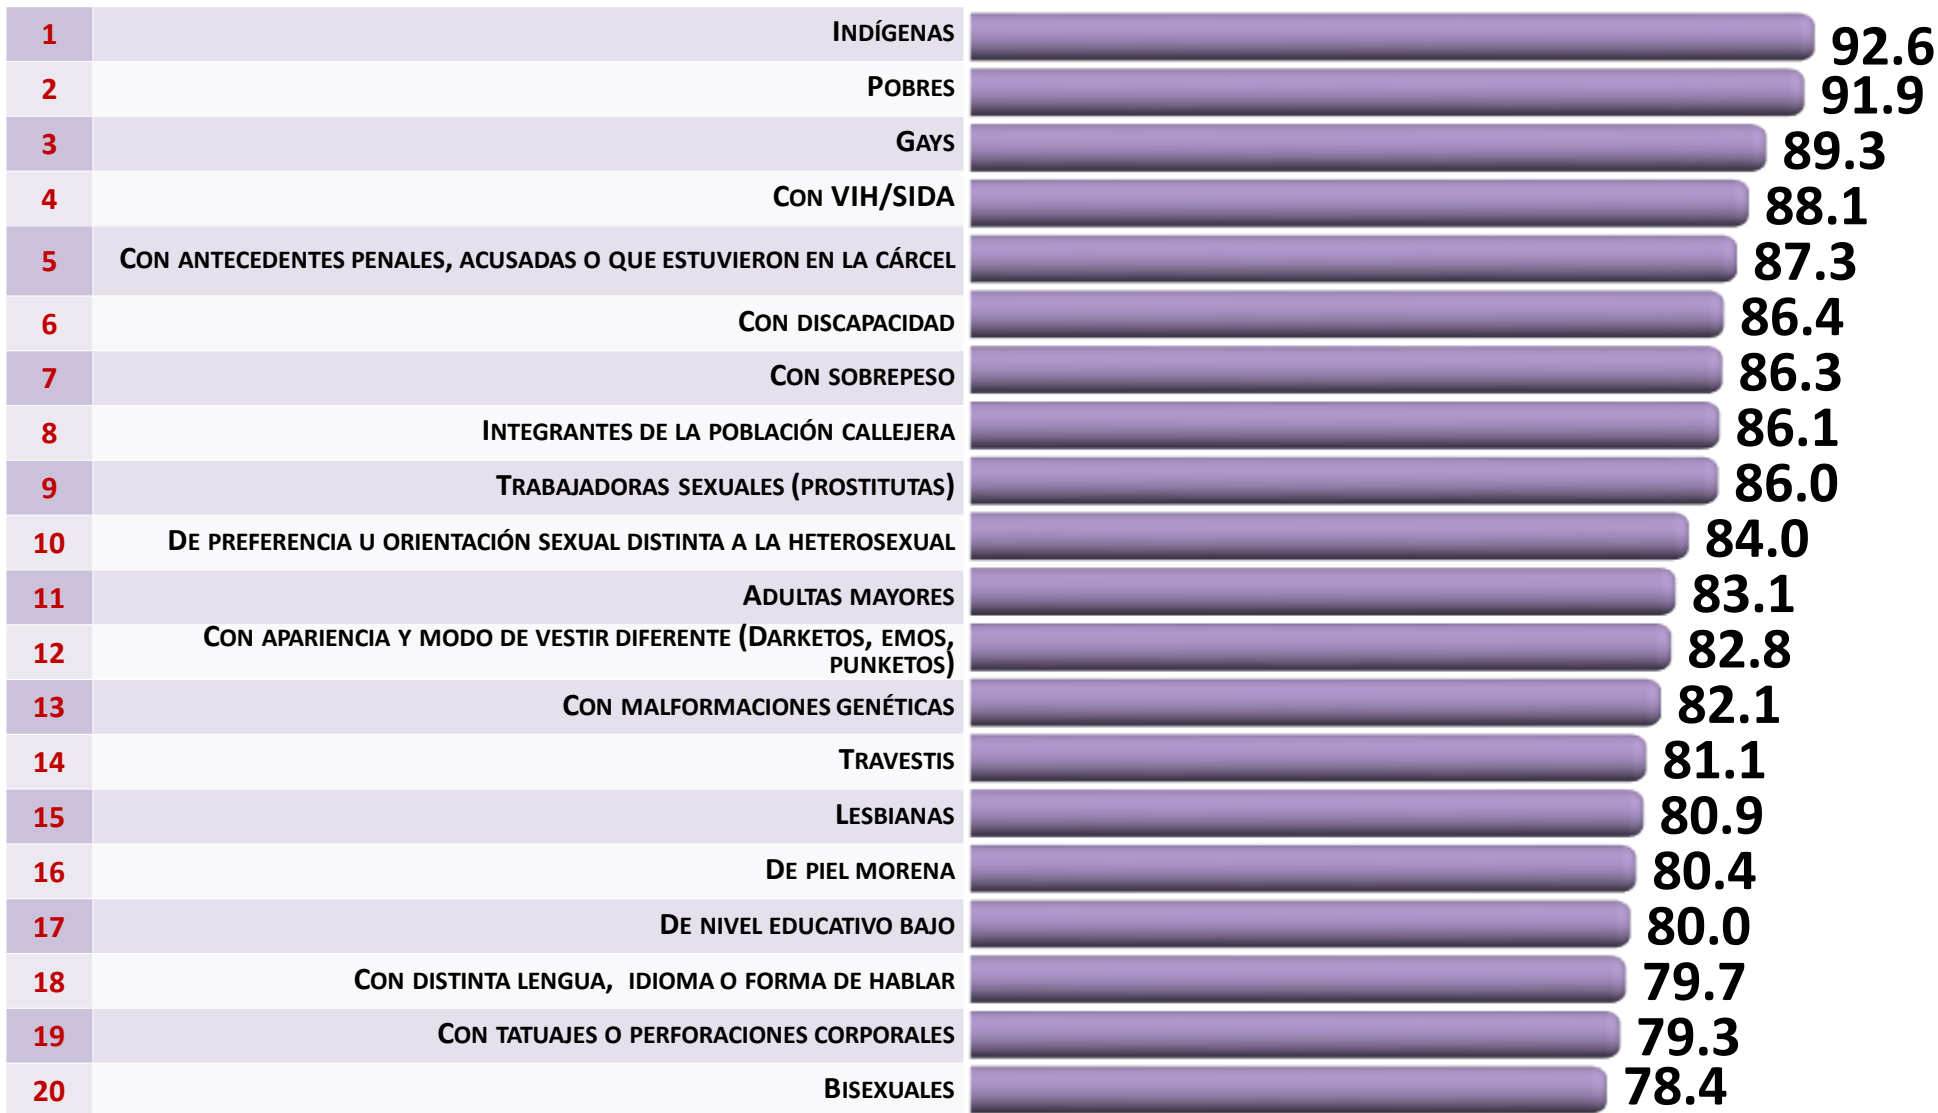 1 INDÍGENAS 92.6
2 POBRES 91.9
3 GAYS 89.3
4 CON VIH/SIDA 88.1
5 CON ANTECEDENTES PENALES, ACUSADAS O QUE ESTUVIERON EN LA CÁRCEL 87.3
6 CON DISCAPACIDAD 86.4
7 CON SOBREPESO 86.3
8 INTEGRANTES DE LA POBLACIÓN CALLEJERA 86.1
9 TRABAJADORAS SEXUALES (PROSTITUTAS) 86.0
10 DE PREFERENCIA U ORIENTACIÓN SEXUAL DISTINTA A LA HETEROSEXUAL 84.0
11 ADULTAS MAYORES 83.1
12 CON APARIENCIA Y MODO DE VESTIR DIFERENTE (DARKETOS, EMOS,
PUNKETOS) 82.8
13 CON MALFORMACIONES GENÉTICAS 82.1
14 TRAVESTIS 81.1
15 LESBIANAS 80.9
16 DE PIEL MORENA 80.4
17 DE NIVEL EDUCATIVO BAJO 80.0
18 CON DISTINTA LENGUA, IDIOMA O FORMA DE HABLAR 79.7
19 CON TATUAJES O PERFORACIONES CORPORALES 79.3
20 BISEXUALES 78.4